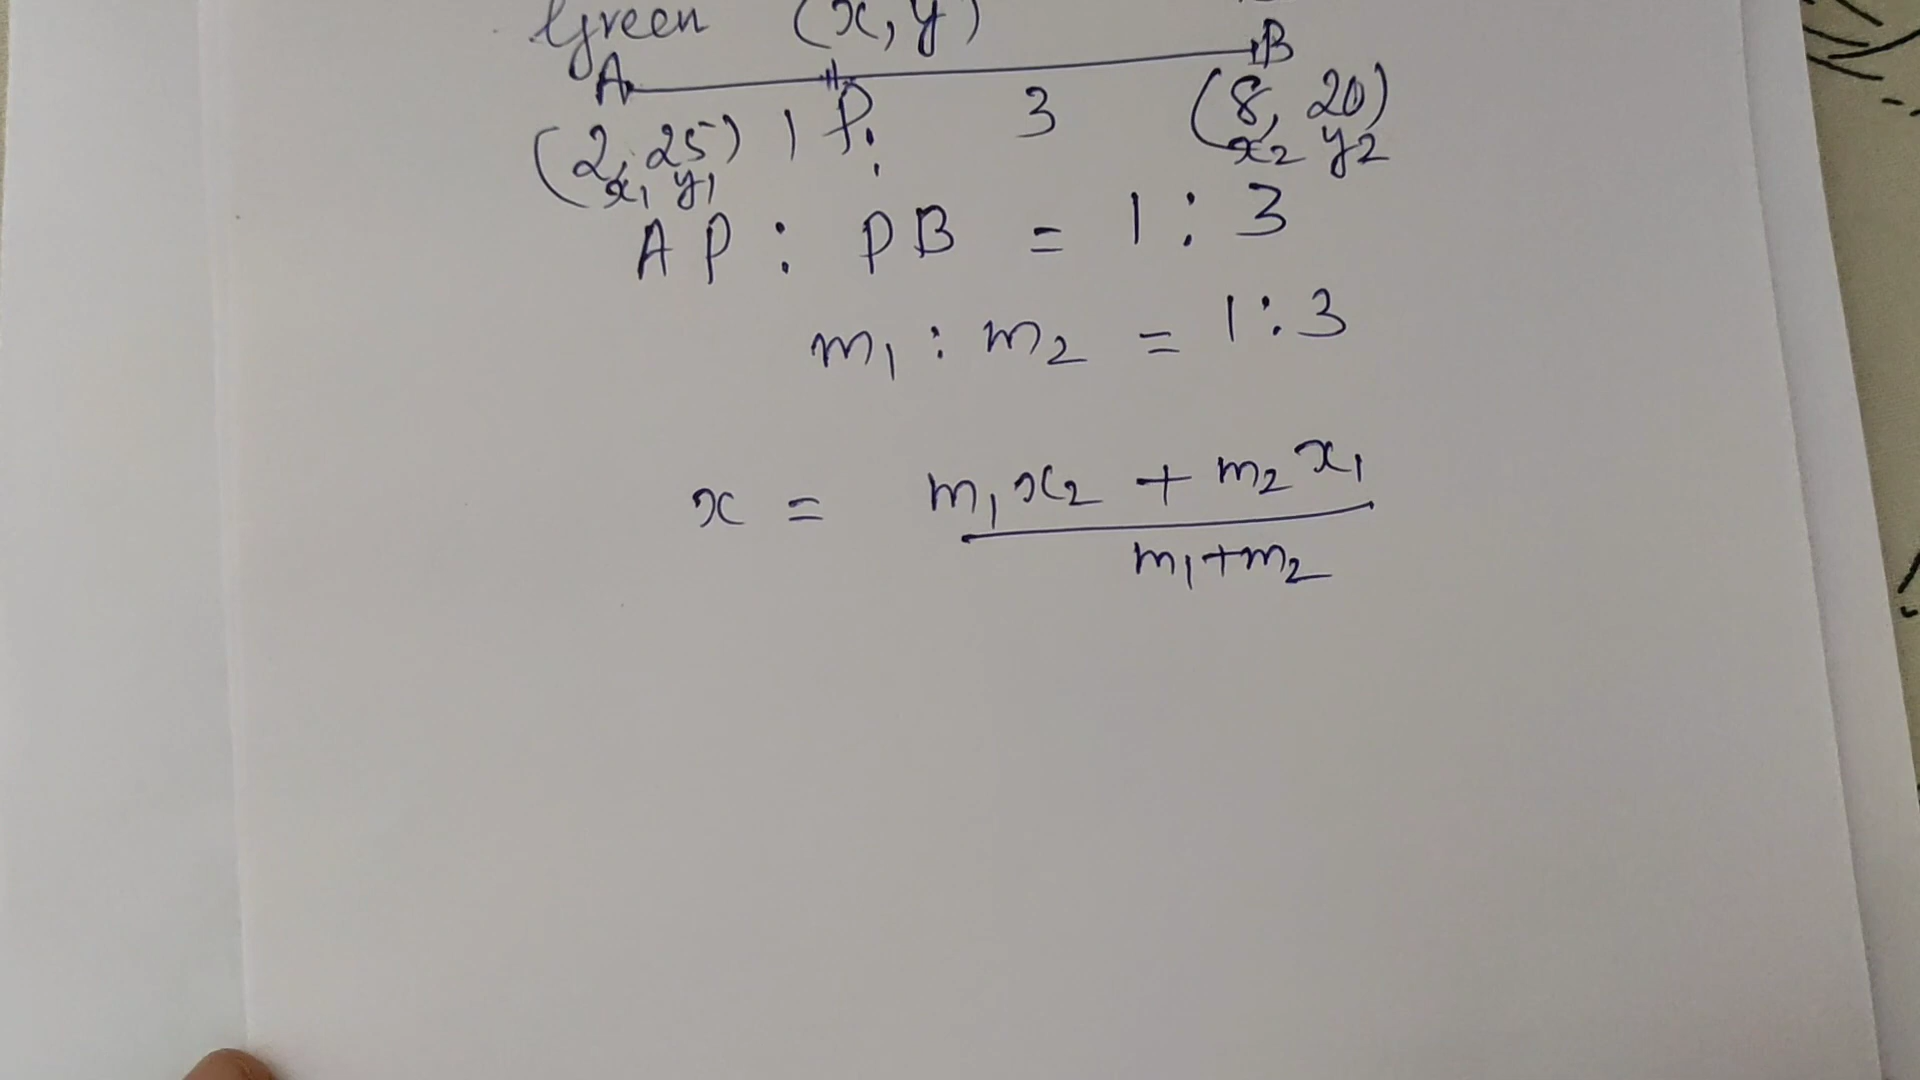 Green (x, y)
A B
(2, 25) 1 P 3 (8, 20)
x₁ y₁ x₂ y₂
AP : PB = 1 : 3
m₁ : m₂ = 1 : 3
x = m₁x₂ + m₂x₁
m₁+m₂